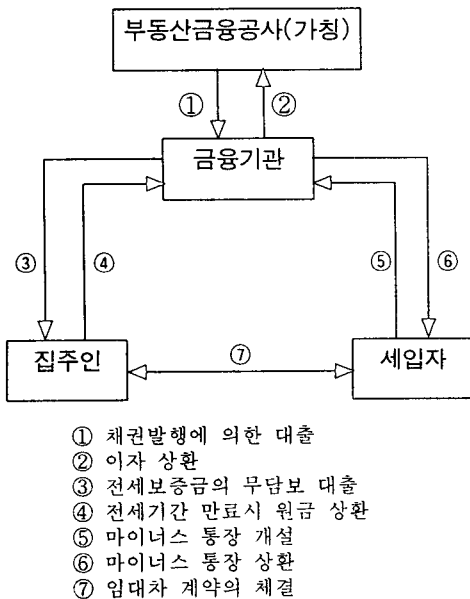 부동산금융공사(가칭)
① ②
금융기관
③ ④ ⑤ ⑥
집주인 ⑦ 세입자
① 채권발행에 의한 대출
② 이자 상환
③ 전세보증금의 무담보 대출
④ 전세기간 만료시 원금 상환
⑤ 마이너스 통장 개설
⑥ 마이너스 통장 상환
⑦ 임대차 계약의 체결